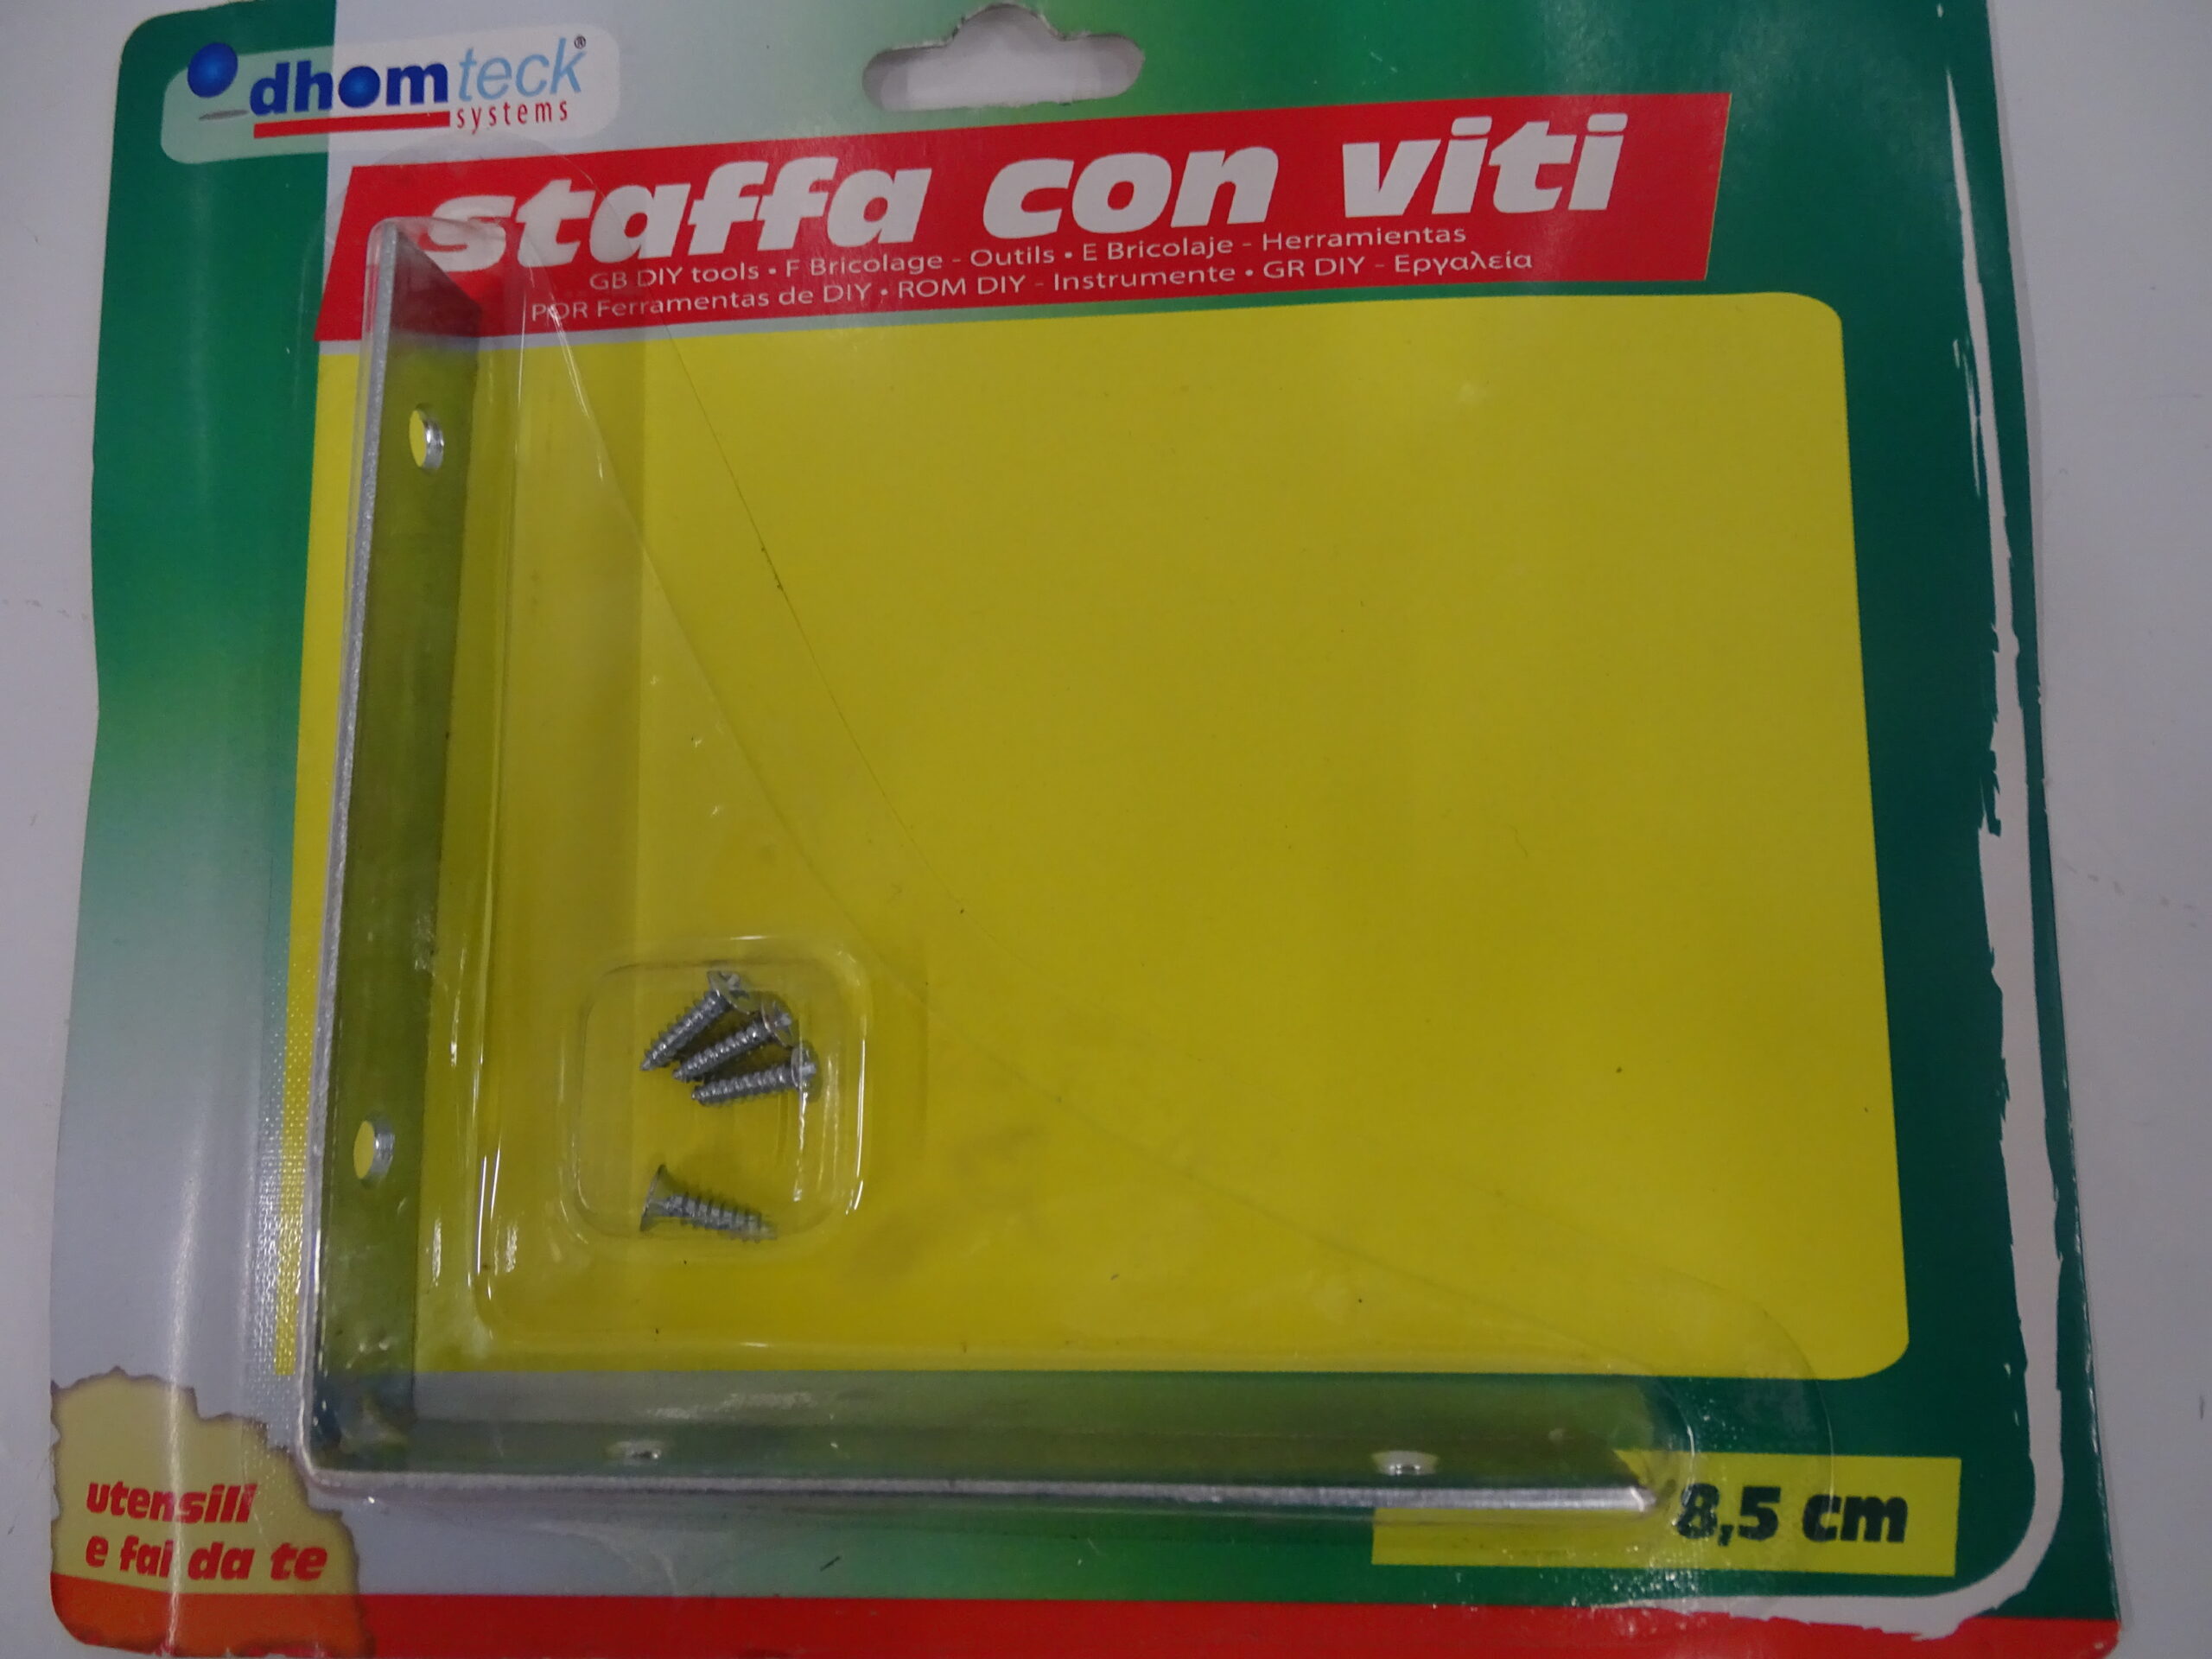 dhomteck®
systems
staffa con viti
GB DIY tools • F Bricolage - Outils • E Bricolaje - Herramientas
POR Ferramentas de DIY • ROM DIY - Instrumente • GR DIY - Εργαλεία
8,5 cm
utensili
e fai da te